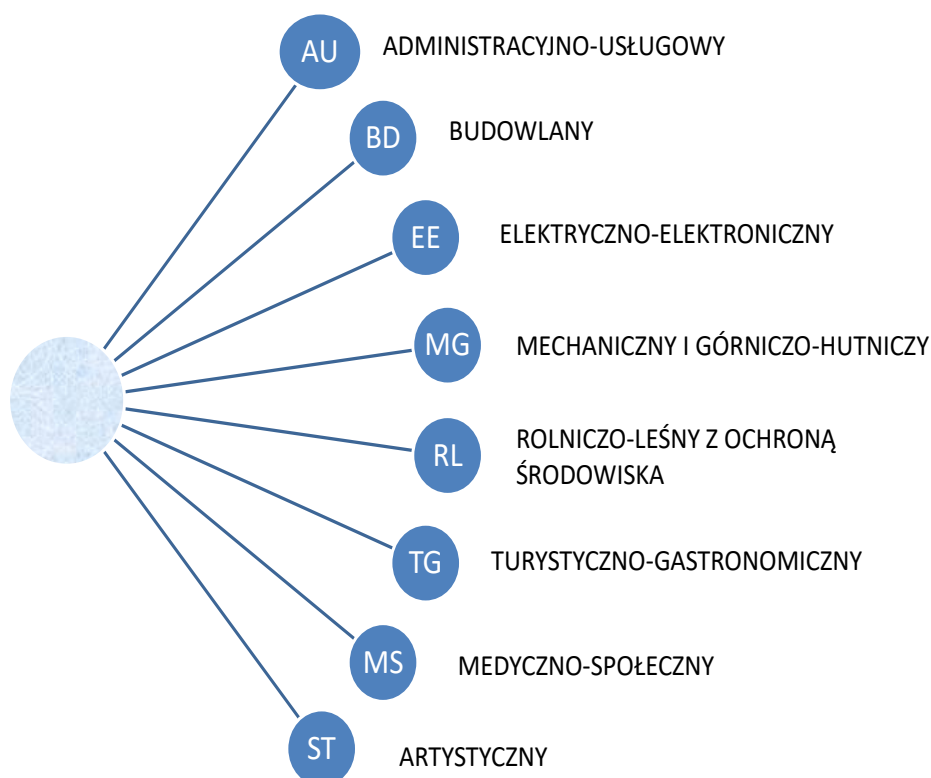 AU ADMINISTRACYJNO-USŁUGOWY
BD BUDOWLANY
EE ELEKTRYCZNO-ELEKTRONICZNY
MG MECHANICZNY I GÓRNICZO-HUTNICZY
RL ROLNICZO-LEŚNY Z OCHRONĄ
ŚRODOWISKA
TG TURYSTYCZNO-GASTRONOMICZNY
MS MEDYCZNO-SPOŁECZNY
ST ARTYSTYCZNY